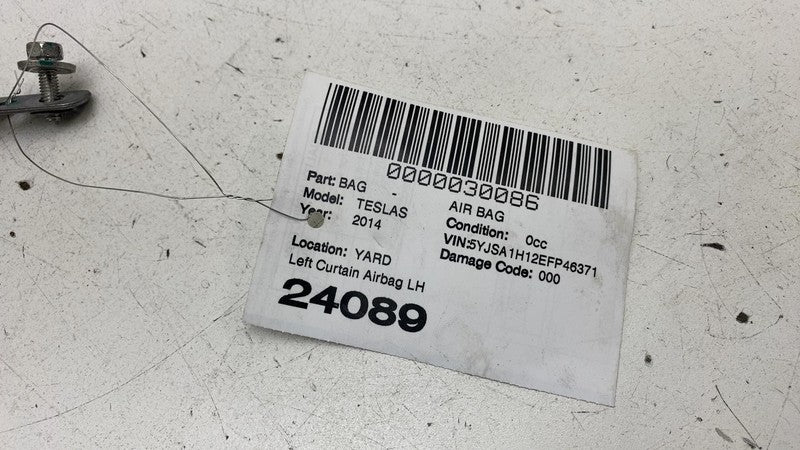 0000030086
Part: BAG - AIR BAG
Model: TESLAS Condition: 0cc
Year: 2014 VIN:5YJSA1H12EFP46371
Damage Code: 000
Location: YARD
Left Curtain Airbag LH
24089